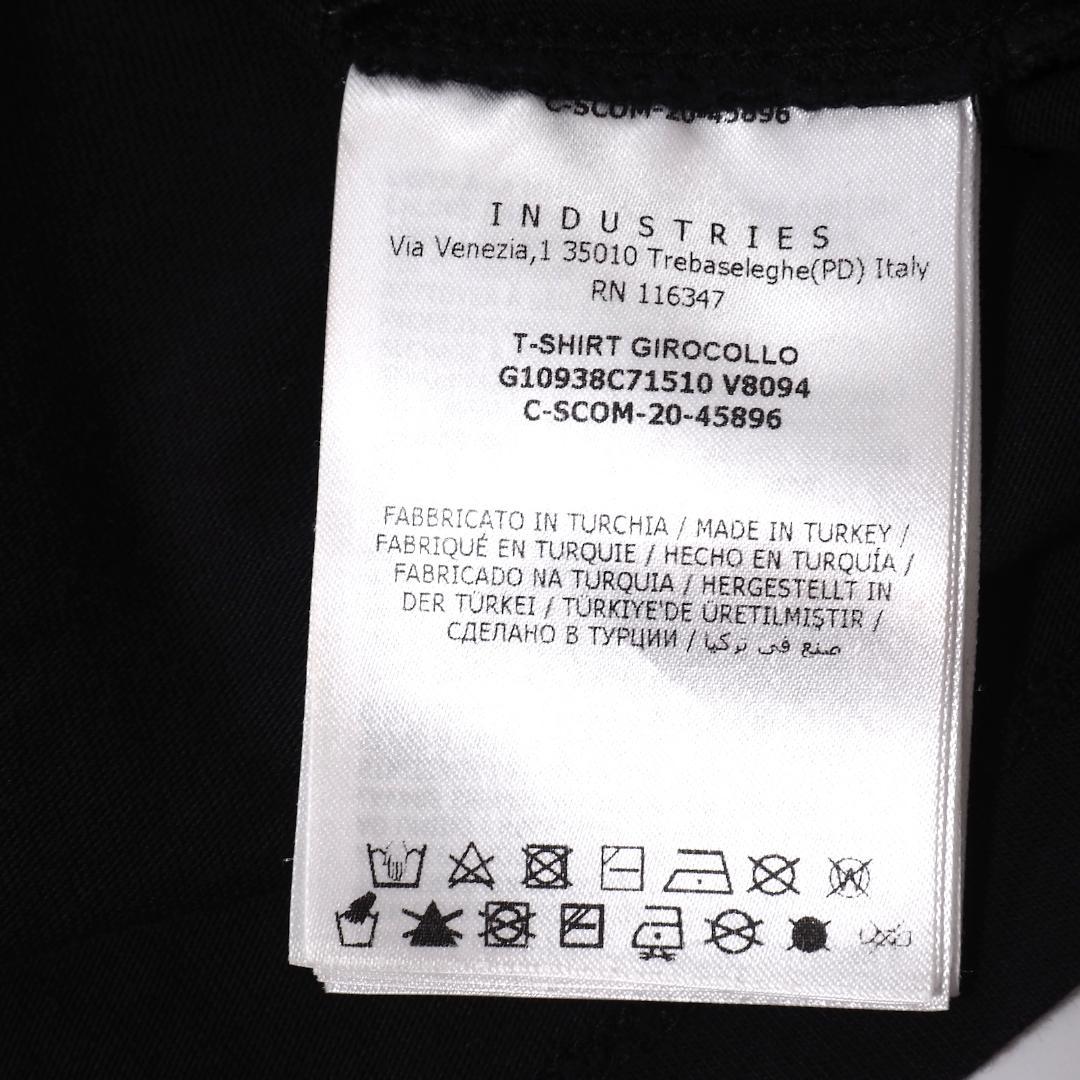 C-SCOM-20-45896
INDUSTRIES
Via Venezia,1 35010 Trebaseleghe(PD) Italy
RN 116347
T-SHIRT GIROCOLLO
G10938C71510 V8094
C-SCOM-20-45896
FABBRICATO IN TURCHIA / MADE IN TURKEY /
FABRIQUÉ EN TURQUIE / HECHO EN TURQUÍA /
FABRICADO NA TURQUIA / HERGESTELLT IN
DER TÜRKEI / TÜRKIYE'DE ÜRETILMIŞTIR /
СДЕЛАНО В ТУРЦИИ / صنع في تركيا
W